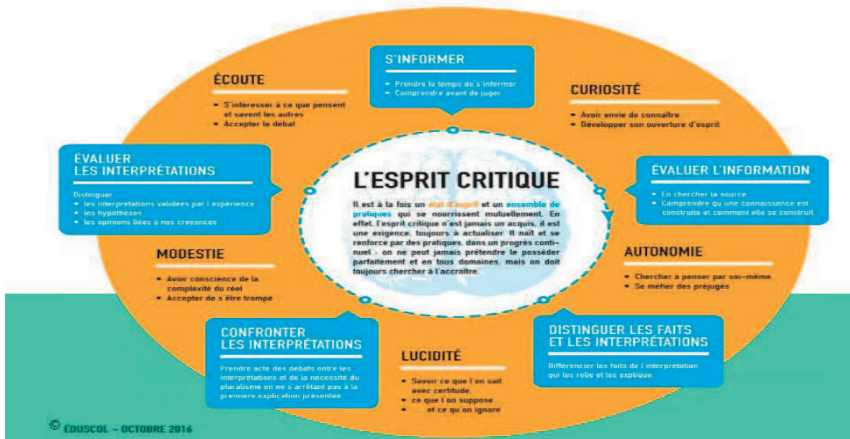 S'INFORMER
• Prendre le temps de s'informer
• Comprendre avant de juger
ÉCOUTE
• S'intéresser à ce que pensent
et savent les autres
• Accepter le débat
CURIOSITÉ
• Avoir envie de connaître
• Développer son ouverture d'esprit
ÉVALUER
LES INTERPRÉTATIONS
Distinguer
• les interprétations validées par l'expérience
• les hypothèses
• les opinions liées à nos croyances
L'ESPRIT CRITIQUE
Il est à la fois un état d'esprit et un ensemble de
pratiques qui se nourrissent mutuellement. En
effet, l'esprit critique n'est jamais un acquis, il est
une exigence, toujours à actualiser. Il naît et se
renforce par des pratiques, dans un progrès conti-
nuel : on ne peut jamais prétendre le posséder
parfaitement et en tous domaines, mais on doit
toujours chercher à l'accroître.
ÉVALUER L'INFORMATION
• En chercher la source
• Comprendre qu'une connaissance est
construite et comment elle se construit
MODESTIE
• Avoir conscience de la
complexité du réel
• Accepter de s être trompé
AUTONOMIE
• Chercher à penser par soi-même
• Se méfier des préjugés
CONFRONTER
LES INTERPRÉTATIONS
Prendre acte des débats entre les
interprétations et de la nécessité du
pluralisme en ne s'arrêtant pas à la
première explication présentée
LUCIDITÉ
• Savoir ce que l'on sait
avec certitude,
• ce que l'on suppose
• et ce qu'on ignore
DISTINGUER LES FAITS
ET LES INTERPRÉTATIONS
Différencier les faits de l'interprétation
qui les relie et les explique
© ÉDUSCOL – OCTOBRE 2016